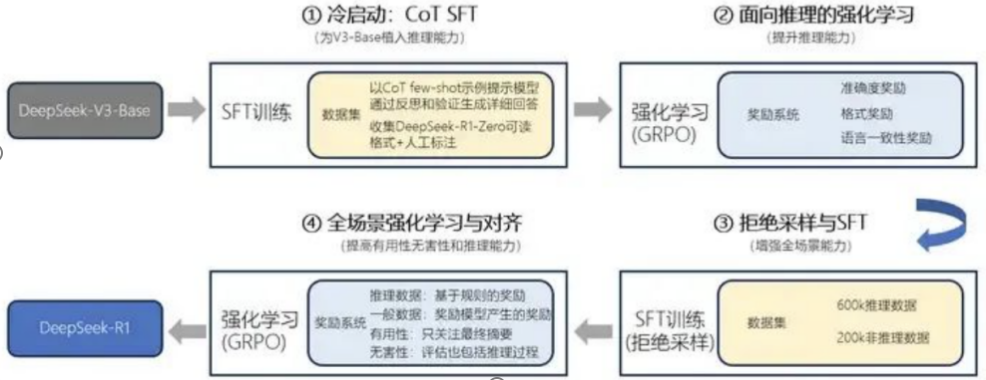 ① 冷启动：CoT SFT
(为V3-Base植入推理能力)
DeepSeek-V3-Base
SFT训练
数据集
以CoT few-shot示例提示模型
通过反思和验证生成详细回答
收集DeepSeek-R1-Zero可读
格式+人工标注
② 面向推理的强化学习
(提升推理能力)
强化学习
(GRPO)
奖励系统
准确度奖励
格式奖励
语言一致性奖励
③ 拒绝采样与SFT
(增强全场景能力)
SFT训练
(拒绝采样)
数据集
600k推理数据
200k非推理数据
④ 全场景强化学习与对齐
(提高有用性无害性和推理能力)
强化学习
(GRPO)
奖励系统
推理数据：基于规则的奖励
一般数据：奖励模型产生的奖励
有用性：只关注最终摘要
无害性：评估也包括推理过程
DeepSeek-R1